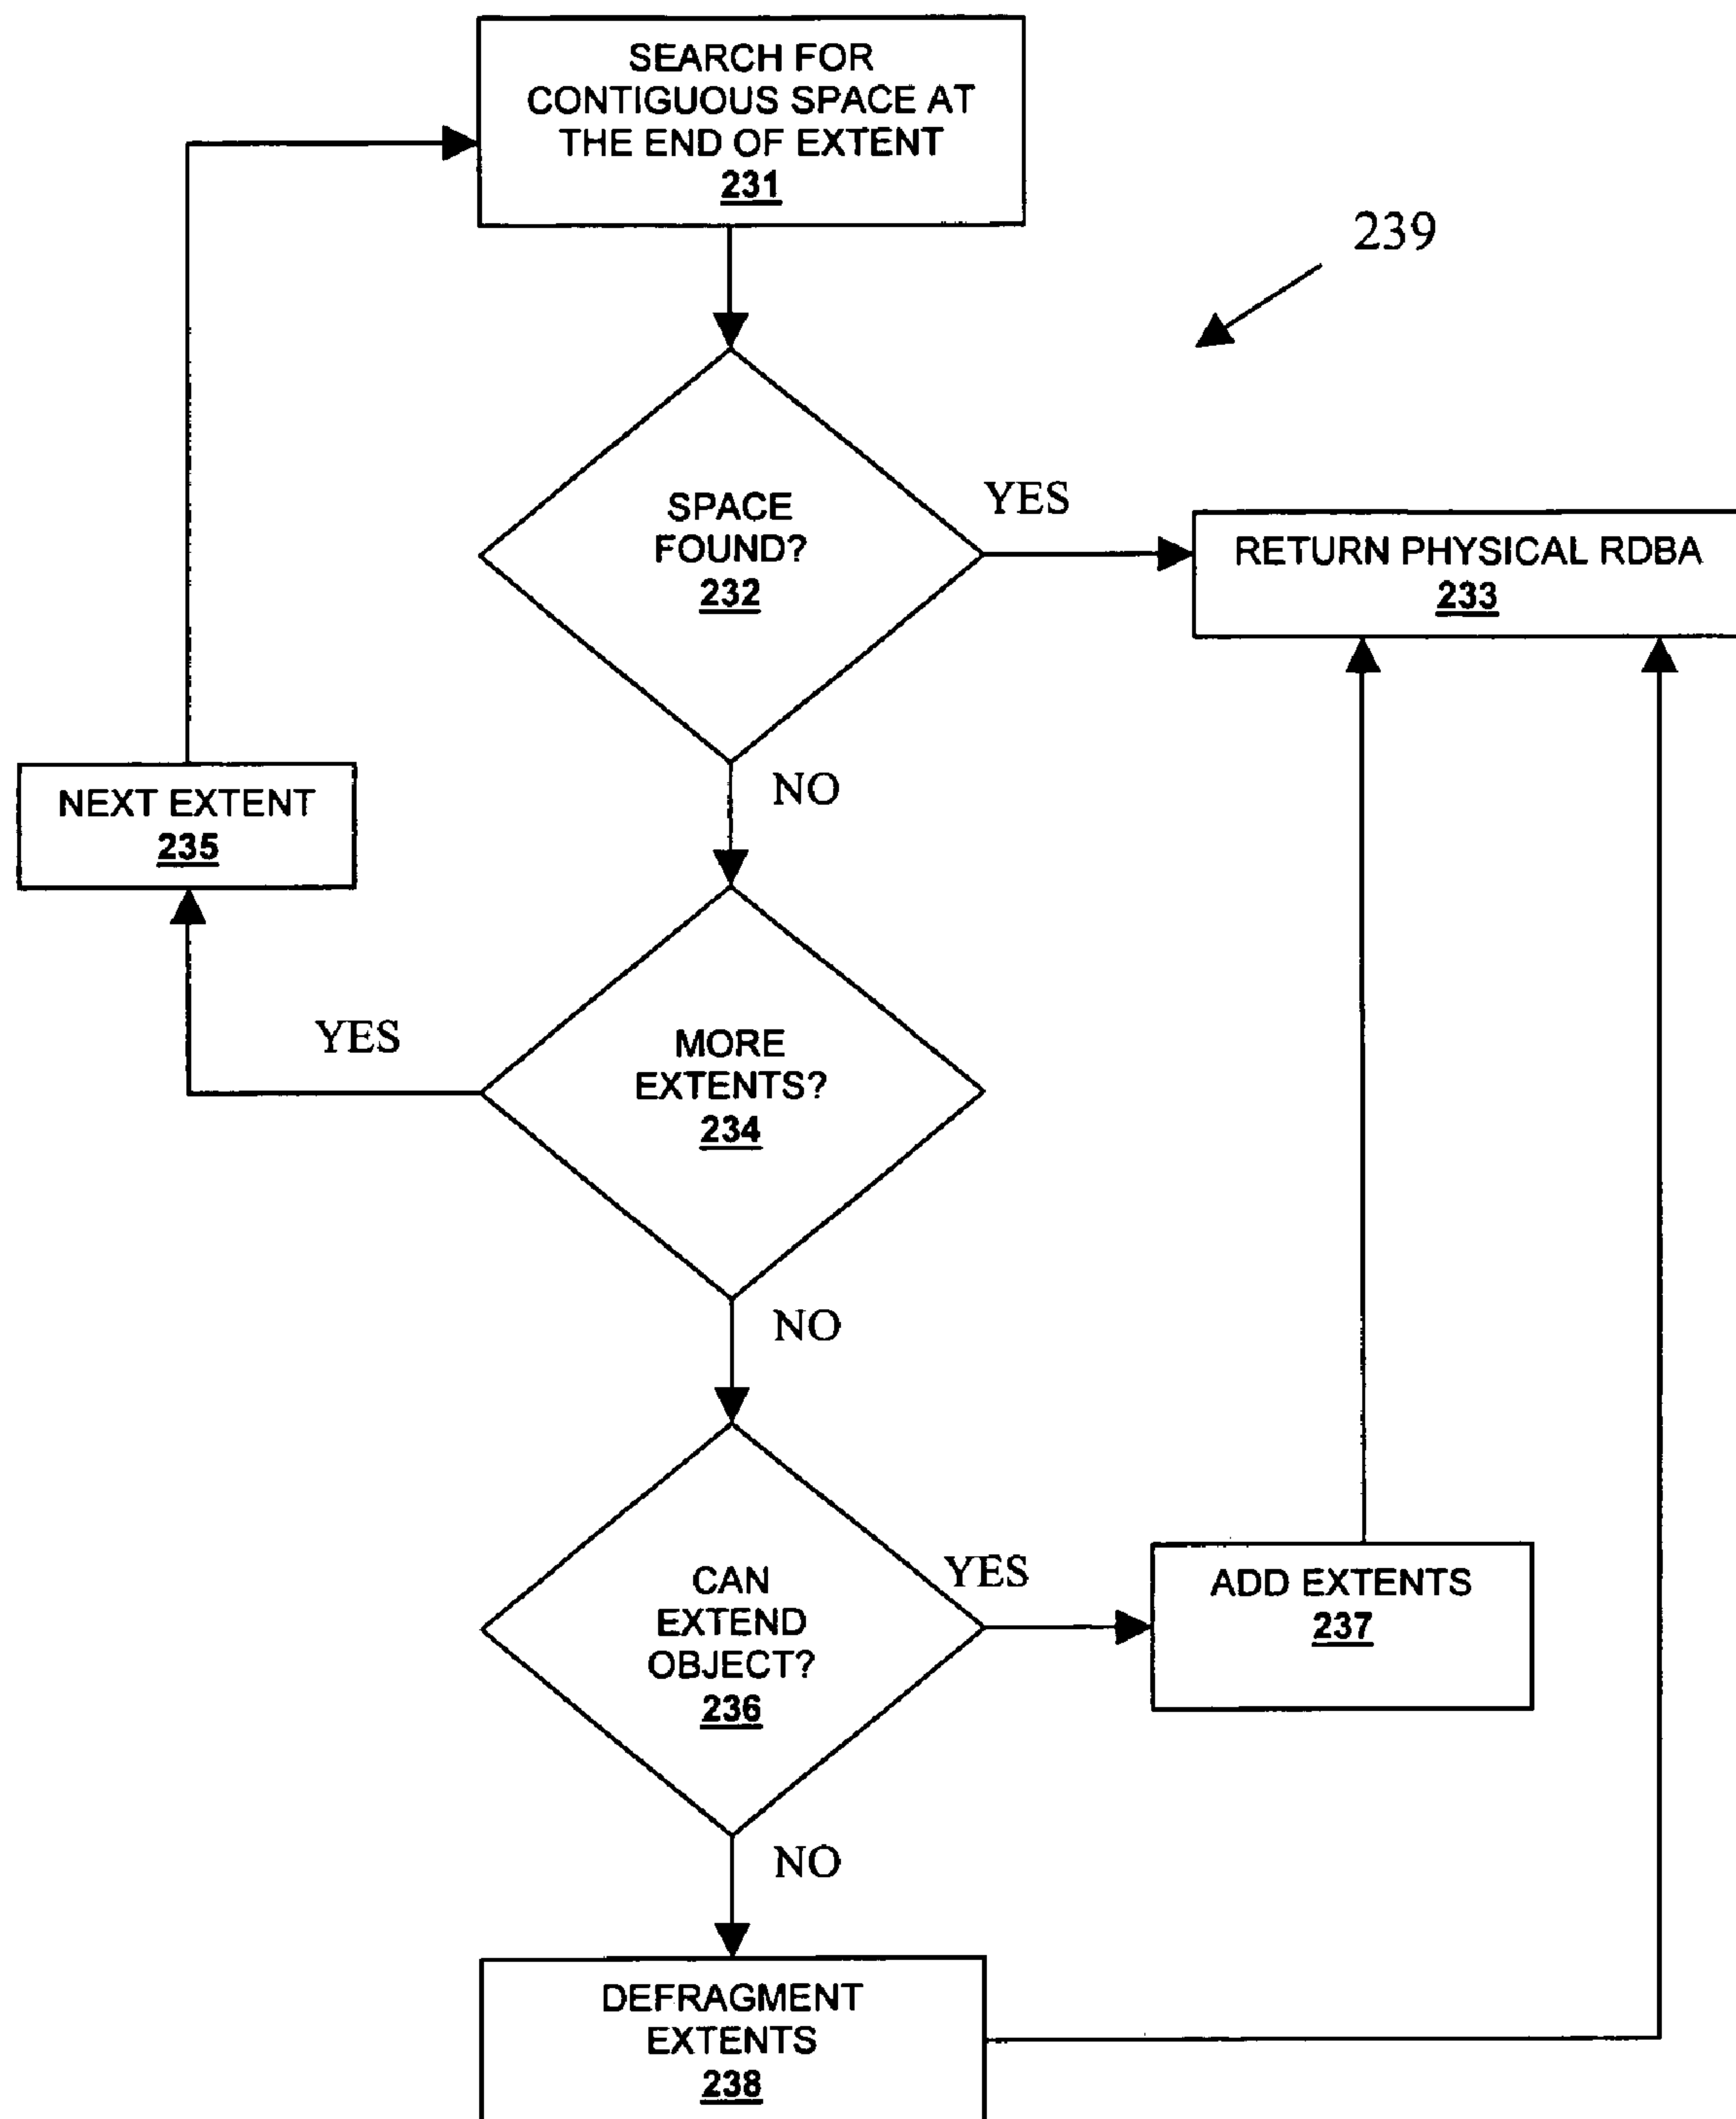 SEARCH FOR
CONTIGUOUS SPACE AT
THE END OF EXTENT
231
239
SPACE
FOUND?
232
YES
RETURN PHYSICAL RDBA
233
NO
NEXT EXTENT
235
YES
MORE
EXTENTS?
234
NO
CAN
EXTEND
OBJECT?
236
YES
ADD EXTENTS
237
NO
DEFRAGMENT
EXTENTS
238